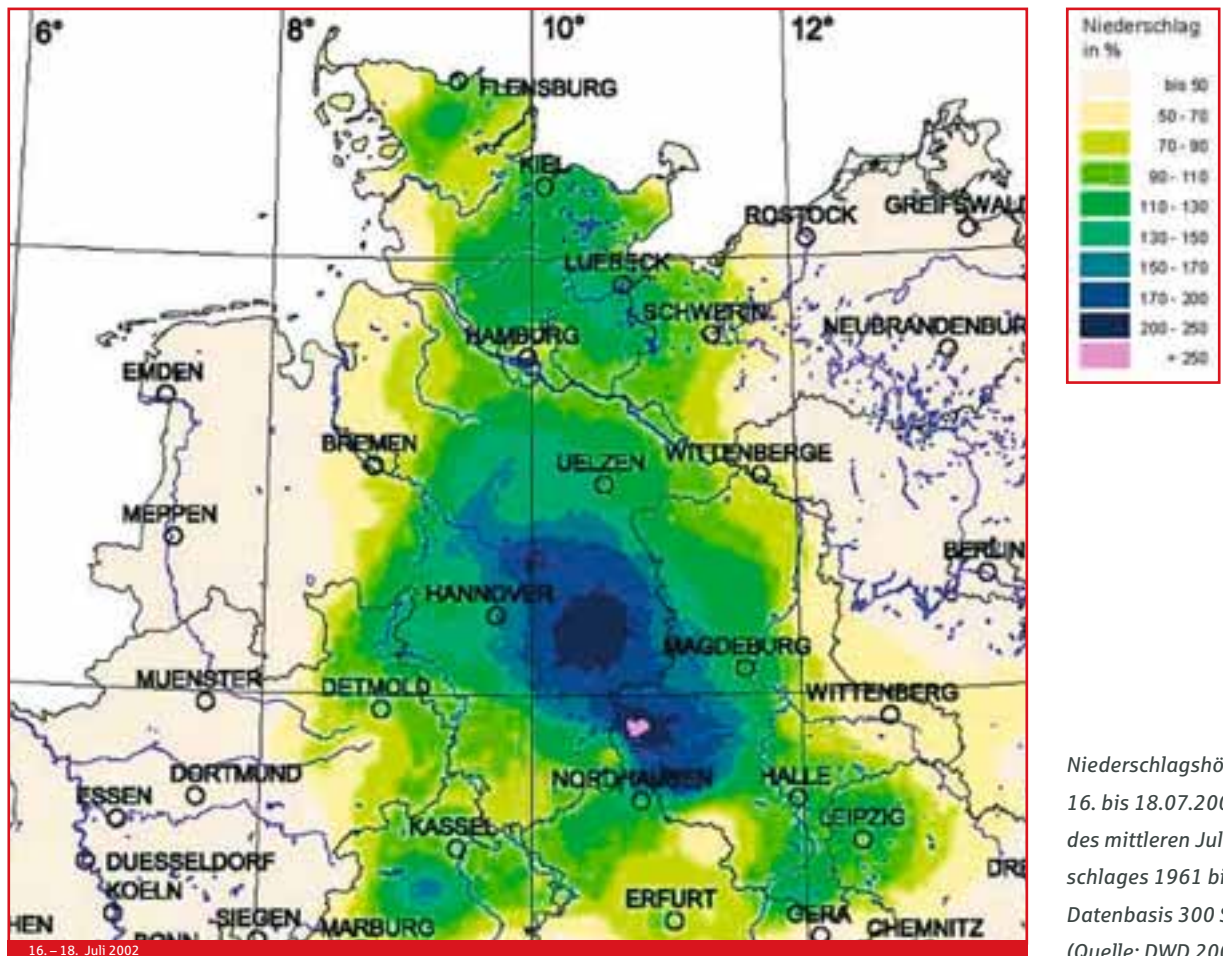 6°
8°
10°
12°
FLENSBURG
KIEL
ROSTOCK
GREIFSWALD
LUEBECK
SCHWERIN
HAMBURG
NEUBRANDENBUR
EMDEN
BREMEN
UELZEN
WITTENBERGE
MEPPEN
BERLIN
HANNOVER
MAGDEBURG
MUENSTER
DETMOLD
WITTENBERG
DORTMUND
NORDHAUSEN
HALLE
ESSEN
KASSEL
LEIPZIG
DUESSELDORF
DRE
KOELN
ERFURT
GERA
HEN
SIEGEN
MARBURG
CHEMNITZ
BONN
16. – 18. Juli 2002
Niederschlag
in %
bis 50
50 - 70
70 - 90
90 - 110
110 - 130
130 - 150
150 - 170
170 - 200
200 - 250
+ 250
Niederschlagshö
16. bis 18.07.200
des mittleren Jul
schlages 1961 bi
Datenbasis 300 S
(Quelle: DWD 200